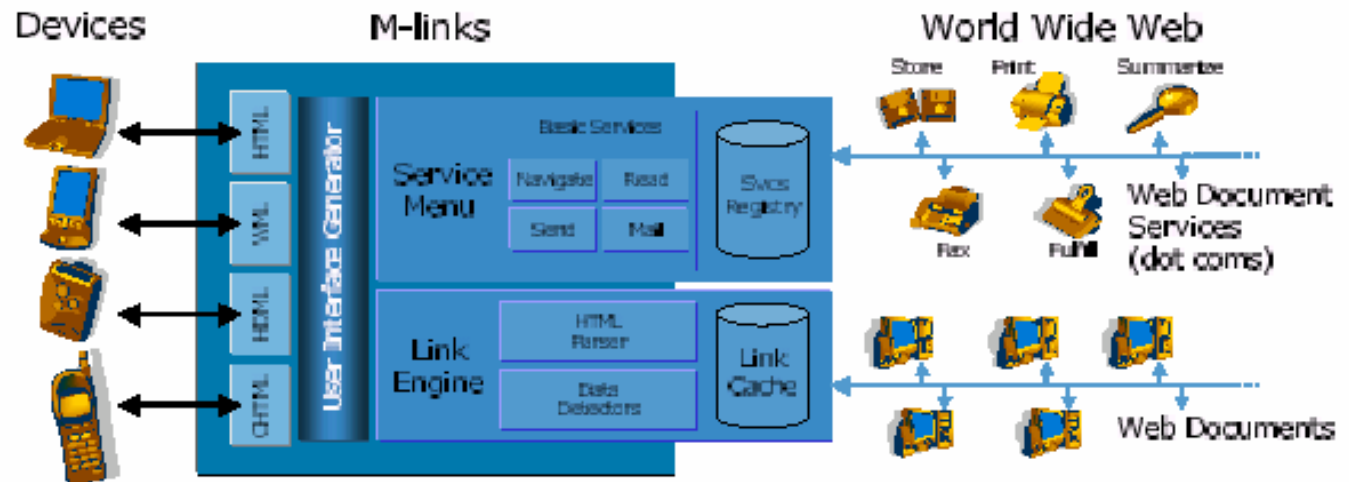 Devices
M-links
World Wide Web
Store
Print
Summarize
HTML
WML
HDML
CHTML
User Interface Generator
Service
Menu
Basic Services
Navigate
Read
Send
Mail
Svcs
Registry
Fax
Fulfill
Web Document
Services
(dot coms)
Link
Engine
HTML
Parser
Data
Detectors
Link
Cache
Web Documents